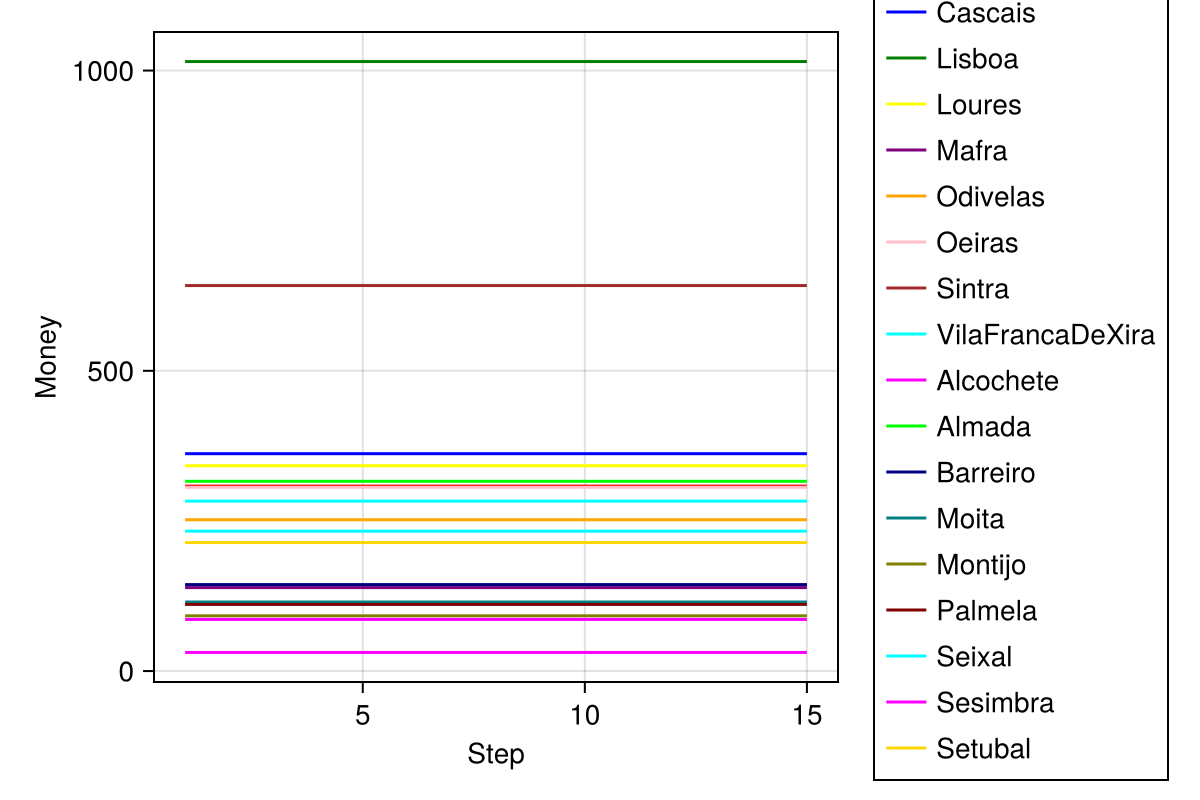 1000
500
0
Money
5
10
15
Step
Cascais
Lisboa
Loures
Mafra
Odivelas
Oeiras
Sintra
VilaFrancaDeXira
Alcochete
Almada
Barreiro
Moita
Montijo
Palmela
Seixal
Sesimbra
Setubal